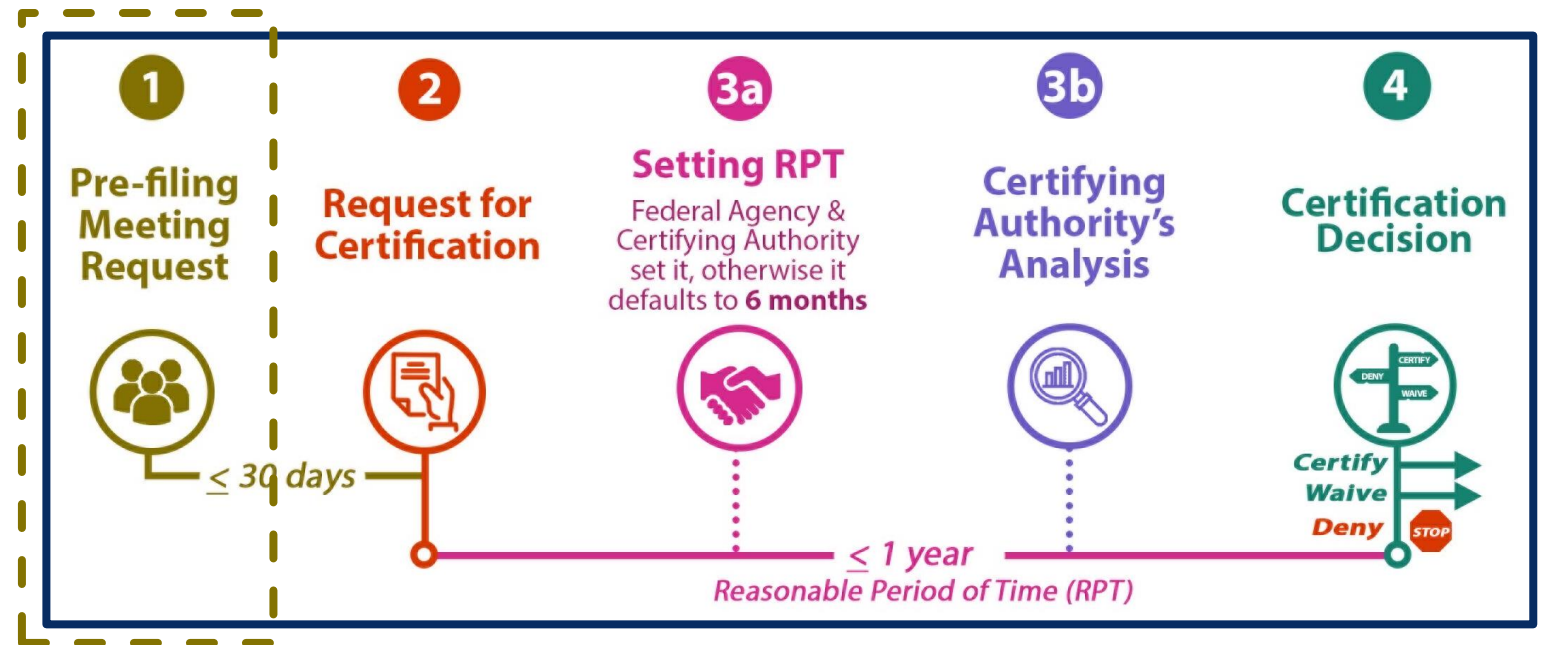 1
Pre-filing
Meeting
Request
≤ 30 days
2
Request for
Certification
3a
Setting RPT
Federal Agency &
Certifying Authority
set it, otherwise it
defaults to 6 months
3b
Certifying
Authority's
Analysis
4
Certification
Decision
CERTIFY
DENY
WAIVE
Certify
Waive
Deny
STOP
≤ 1 year
Reasonable Period of Time (RPT)